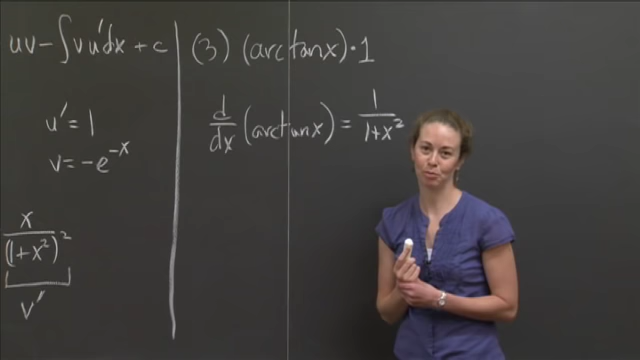 uv - ∫vu'dx + c
u' = 1
v = -e^{-x}
x
(1+x²)²
v'
(3) (arctan x) · 1
d/dx (arctan x) = 1/(1+x²)